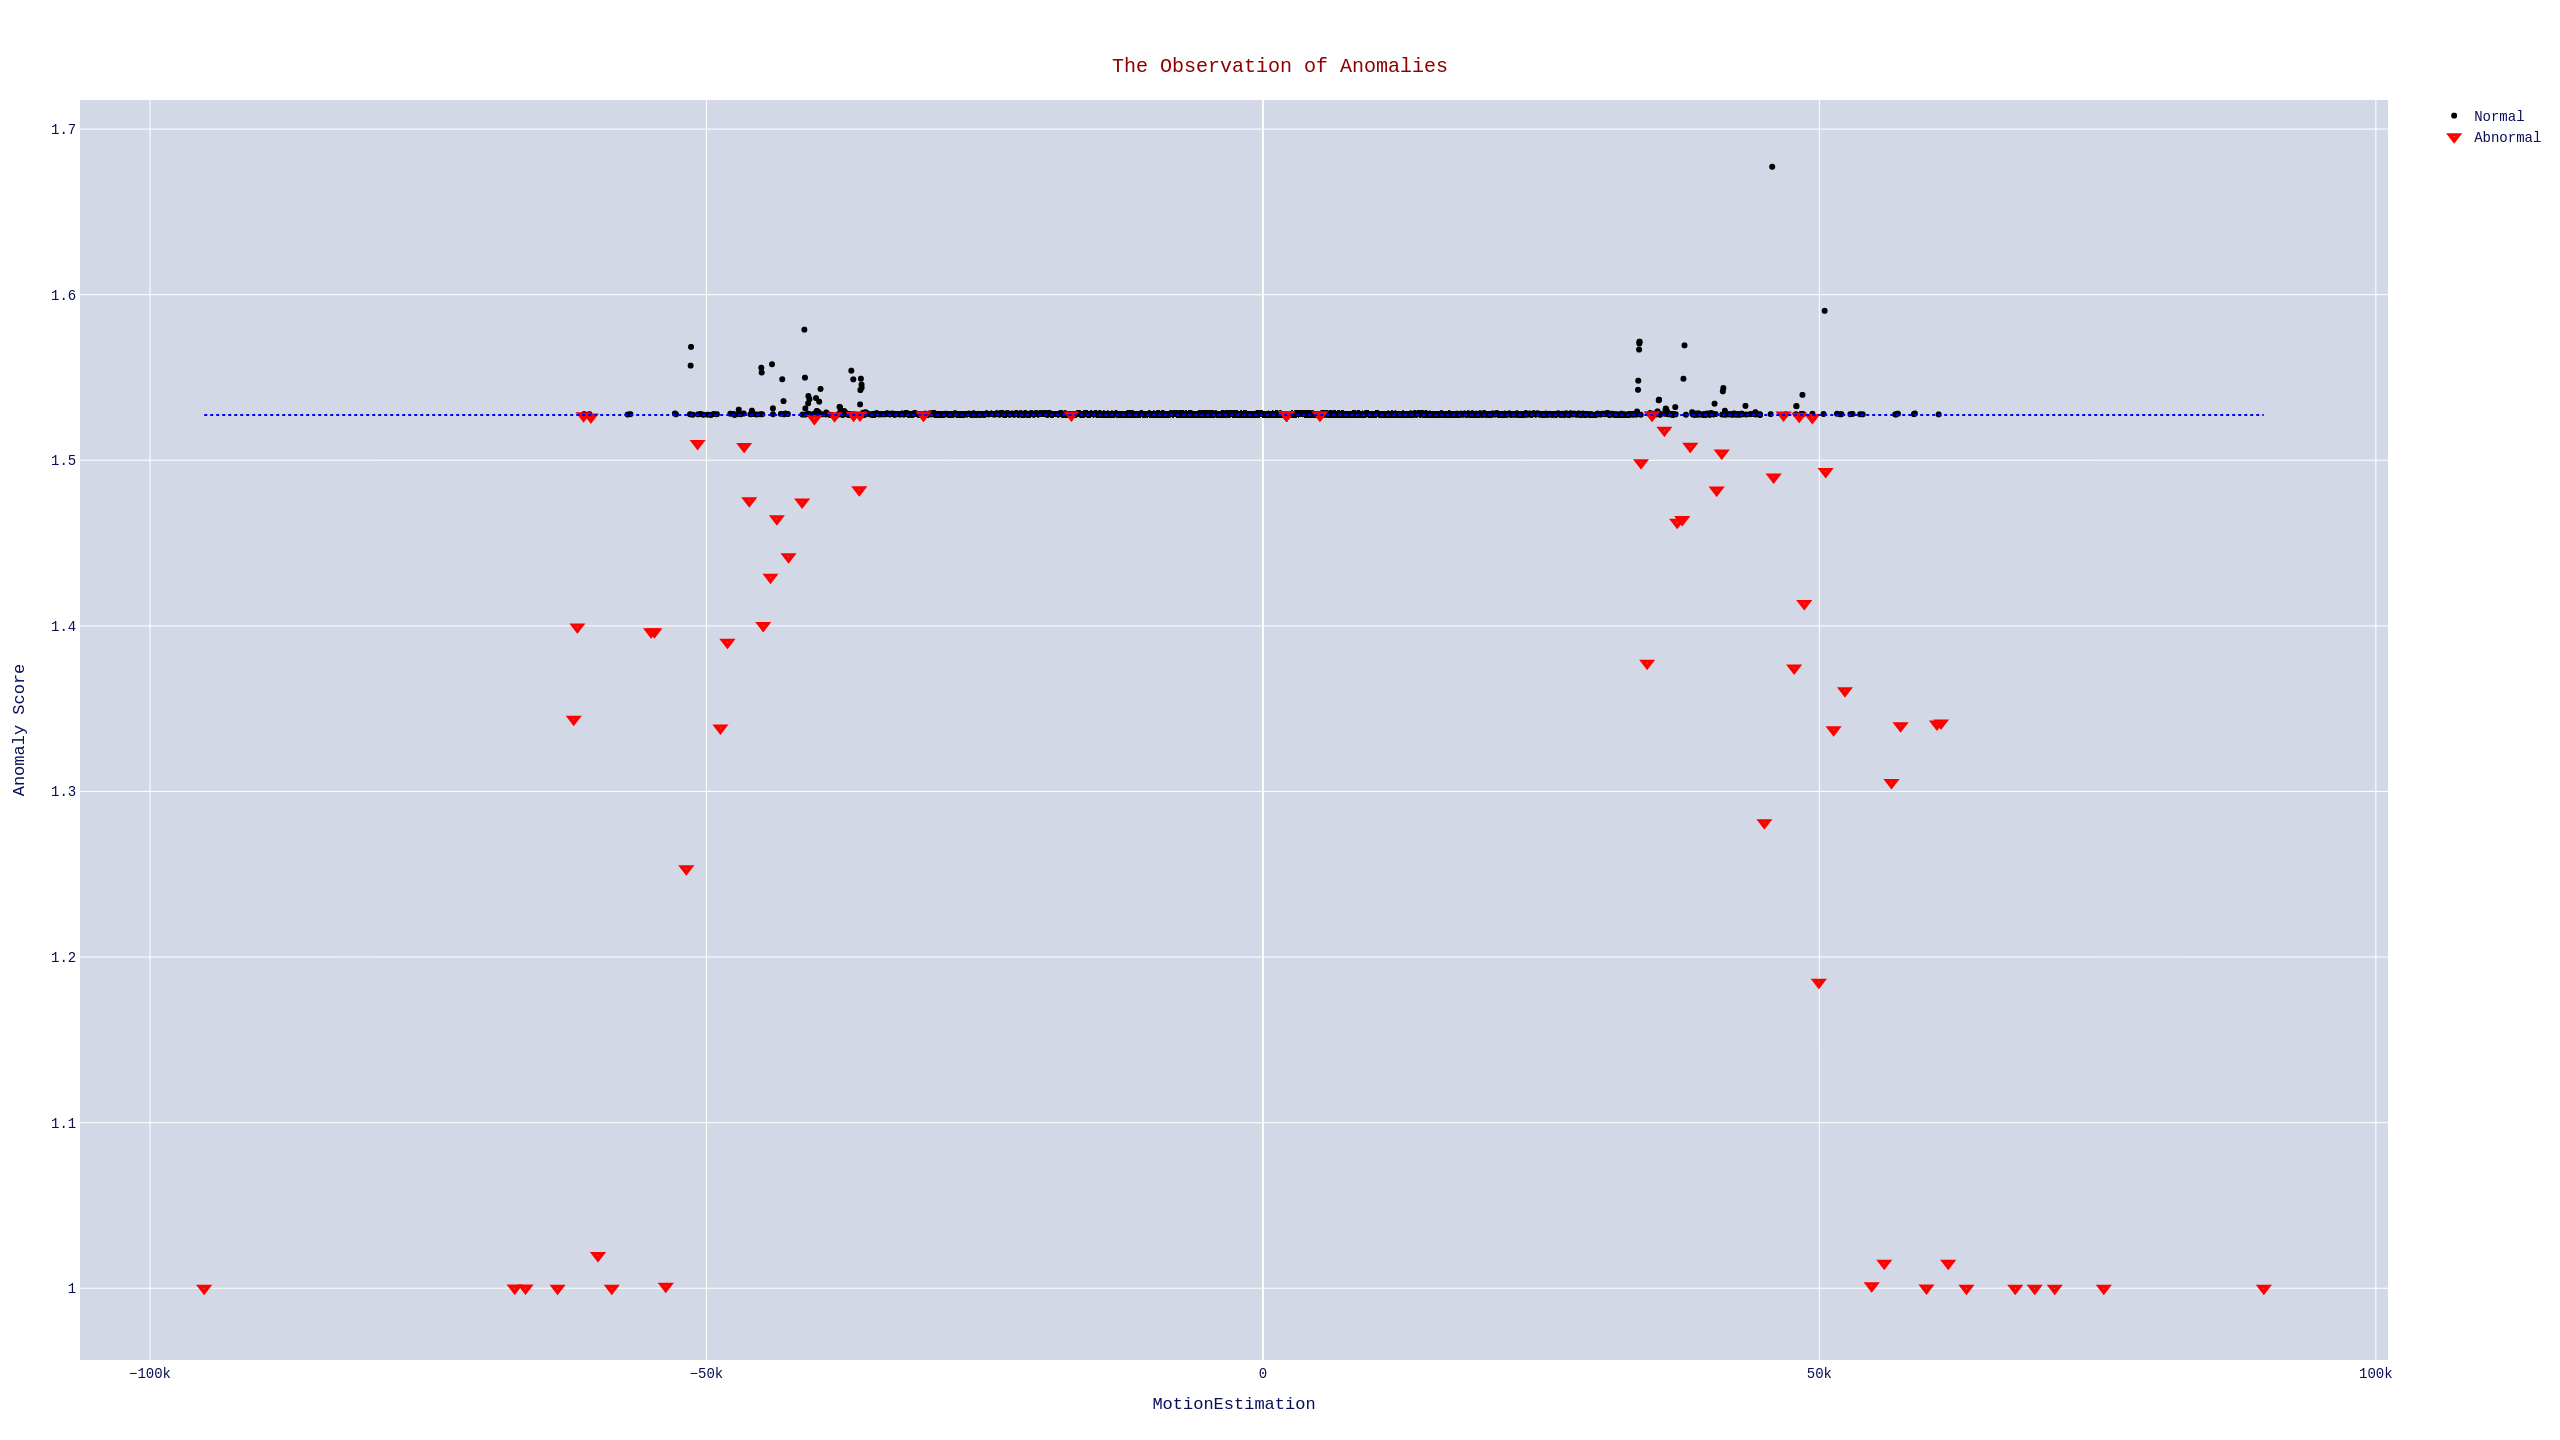 The Observation of Anomalies
Normal
Abnormal
Anomaly Score
1.7
1.6
1.5
1.4
1.3
1.2
1.1
1
−100k
−50k
0
50k
100k
MotionEstimation